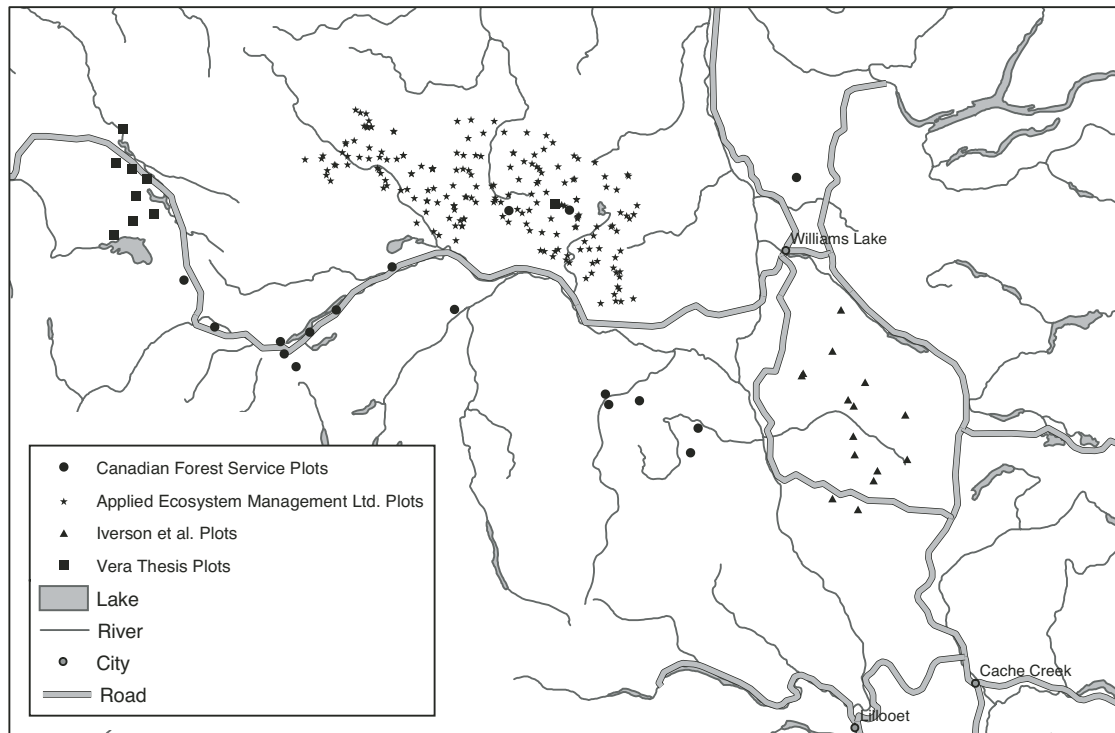 Williams Lake
Canadian Forest Service Plots
Applied Ecosystem Management Ltd. Plots
Iverson et al. Plots
Vera Thesis Plots
Lake
River
City
Road
Cache Creek
Lillooet